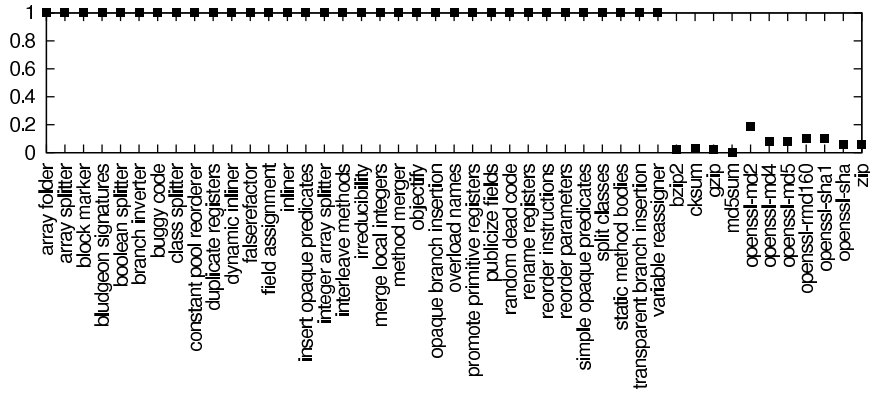 1
0.8
0.6
0.4
0.2
0
array folder
array splitter
block marker
bludgeon signatures
boolean splitter
branch inverter
buggy code
class splitter
constant pool reorderer
duplicate registers
dynamic inliner
falserefactor
field assignment
inliner
insert opaque predicates
integer array splitter
interleave methods
irreducibility
merge local integers
method merger
objectify
opaque branch insertion
overload names
promote primitive registers
publicize fields
random dead code
rename registers
reorder instructions
reorder parameters
simple opaque predicates
split classes
static method bodies
transparent branch insertion
variable reassigner
bzip2
cksum
gzip
md5sum
openssl-md2
openssl-md4
openssl-md5
openssl-rmd160
openssl-sha1
openssl-sha
zip